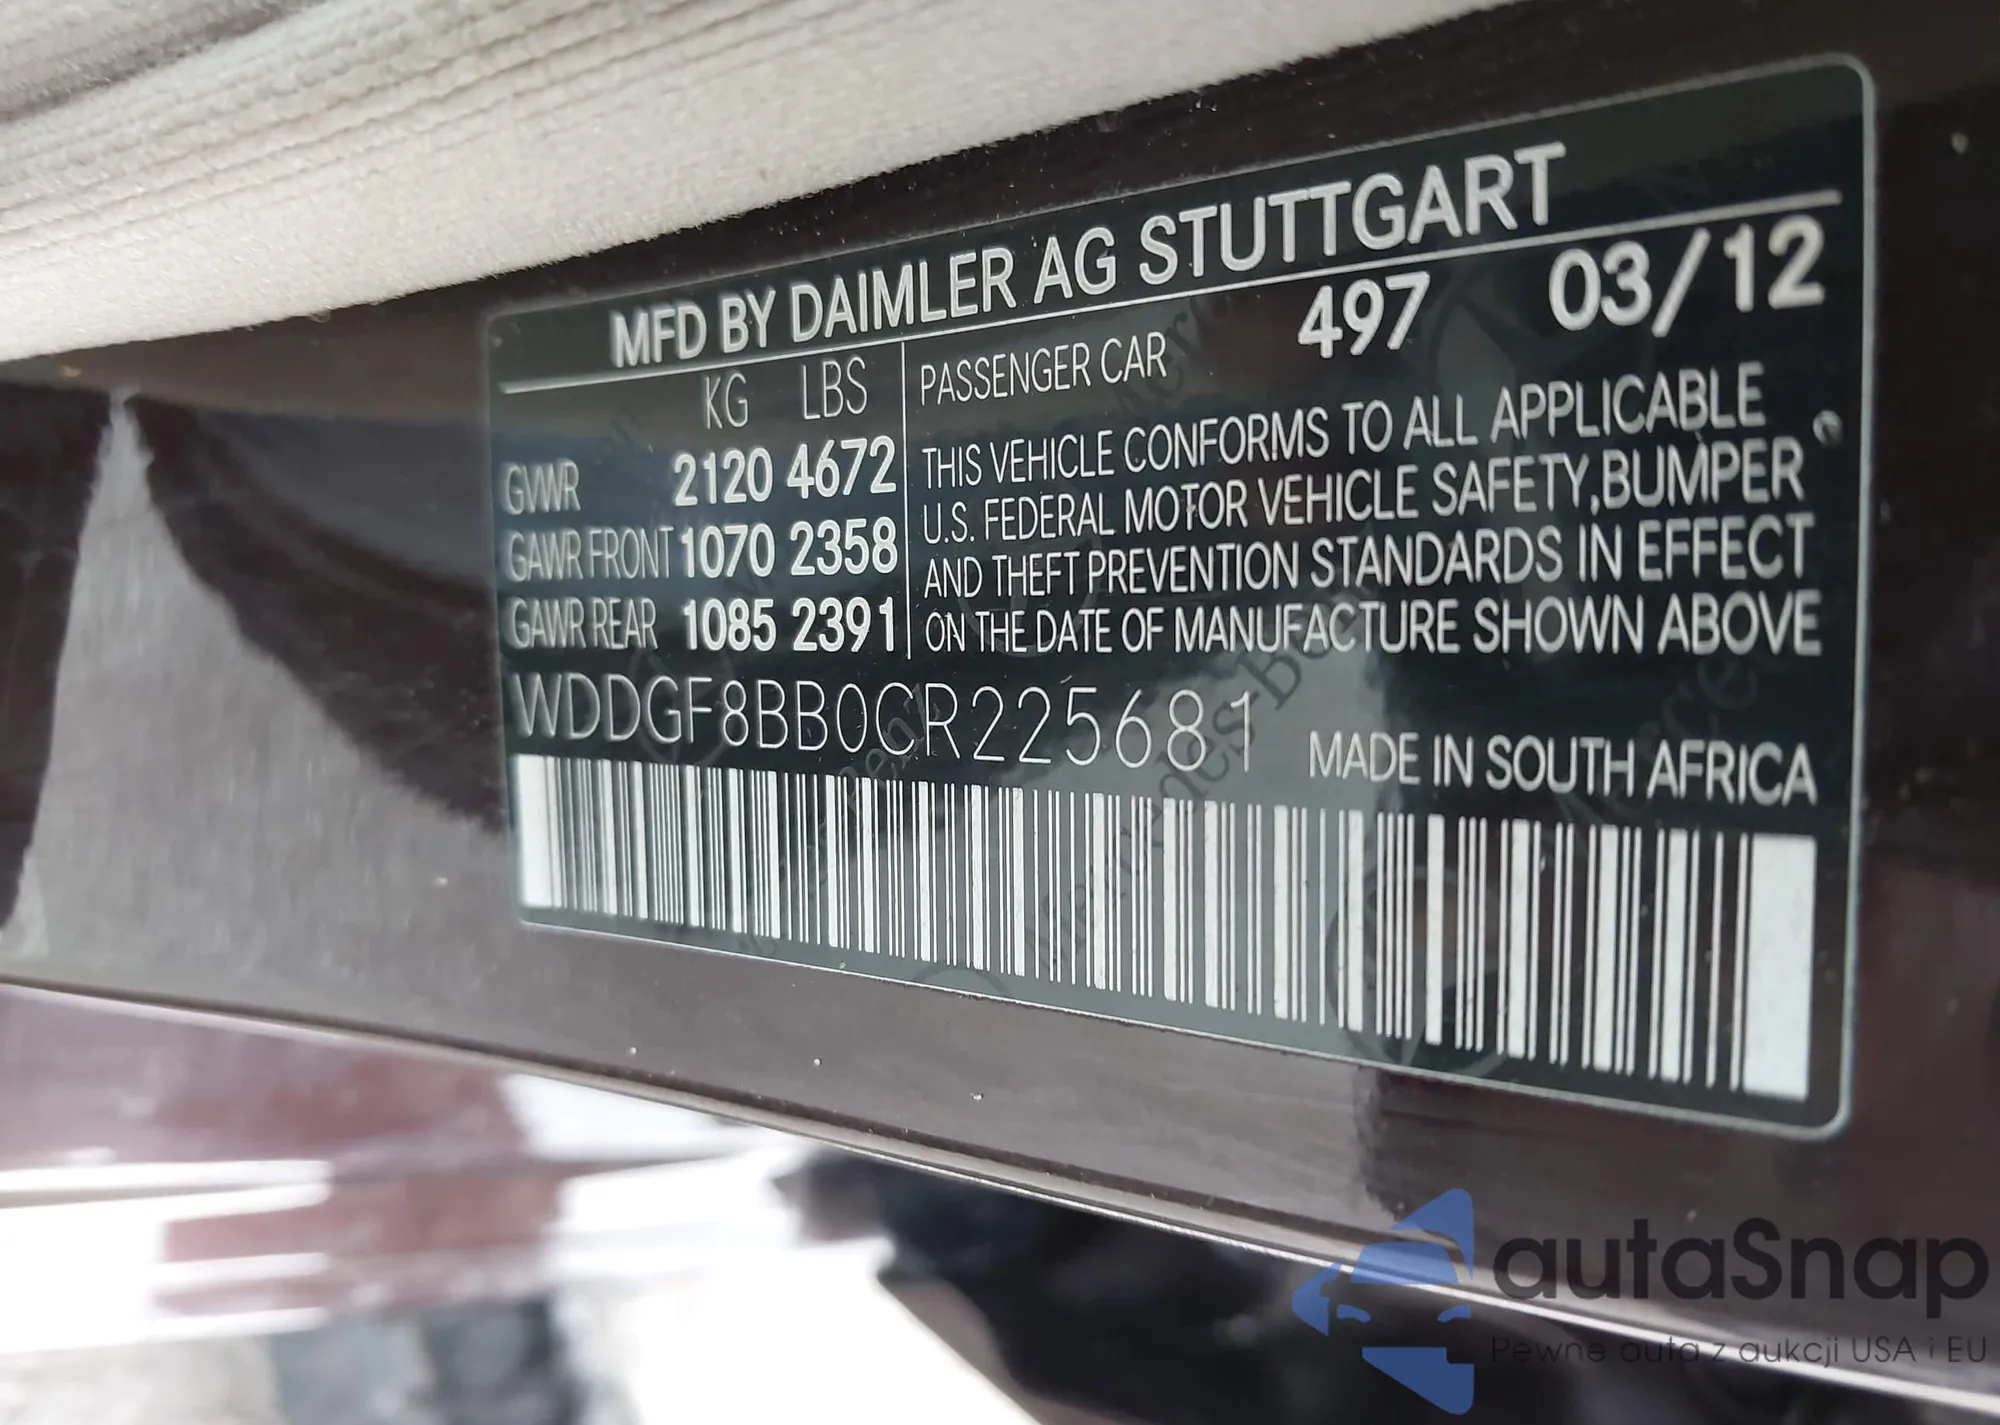 MFD BY DAIMLER AG STUTTGART
KG LBS
GVWR 2120 4672
GAWR FRONT 1070 2358
GAWR REAR 1085 2391
PASSENGER CAR 497 03/12
THIS VEHICLE CONFORMS TO ALL APPLICABLE
U.S. FEDERAL MOTOR VEHICLE SAFETY,BUMPER
AND THEFT PREVENTION STANDARDS IN EFFECT
ON THE DATE OF MANUFACTURE SHOWN ABOVE
WDDGF8BB0CR225681
MADE IN SOUTH AFRICA
autaSnap
Pewne auta z aukcji USA i EU